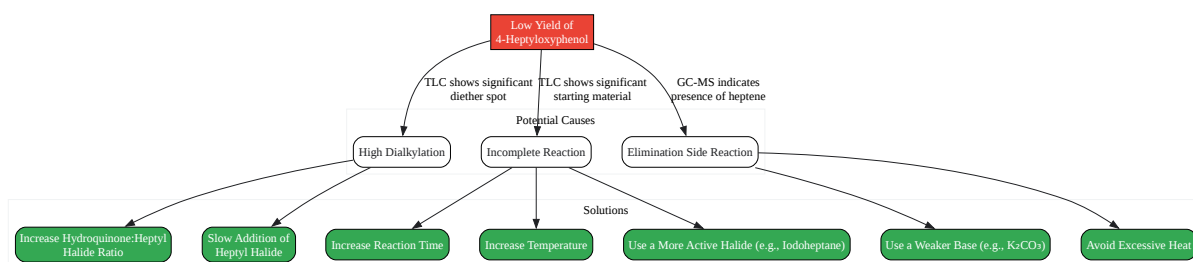 Low Yield of
4-Heptyloxyphenol
TLC shows significant
diether spot
TLC shows significant
starting material
GC-MS indicates
presence of heptene
Potential Causes
High Dialkylation
Incomplete Reaction
Elimination Side Reaction
Solutions
Increase Hydroquinone:Heptyl
Halide Ratio
Slow Addition of
Heptyl Halide
Increase Reaction Time
Increase Temperature
Use a More Active Halide (e.g., Iodoheptane)
Use a Weaker Base (e.g., K₂CO₃)
Avoid Excessive Heat